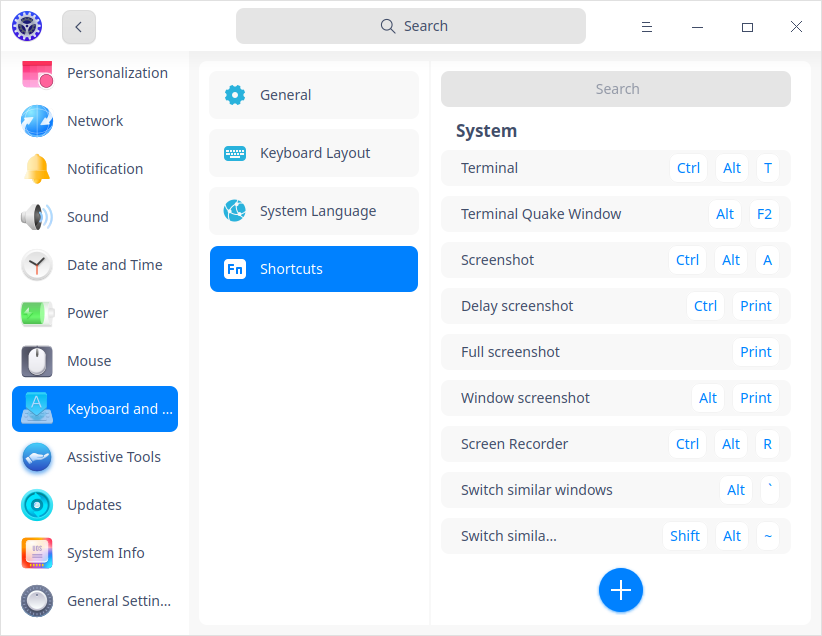 Search
Personalization
Network
Notification
Sound
Date and Time
Power
Mouse
Keyboard and ...
Assistive Tools
Updates
System Info
General Settin...
General
Keyboard Layout
System Language
Fn Shortcuts
Search
System
Terminal Ctrl Alt T
Terminal Quake Window Alt F2
Screenshot Ctrl Alt A
Delay screenshot Ctrl Print
Full screenshot Print
Window screenshot Alt Print
Screen Recorder Ctrl Alt R
Switch similar windows Alt `
Switch simila... Shift Alt ~